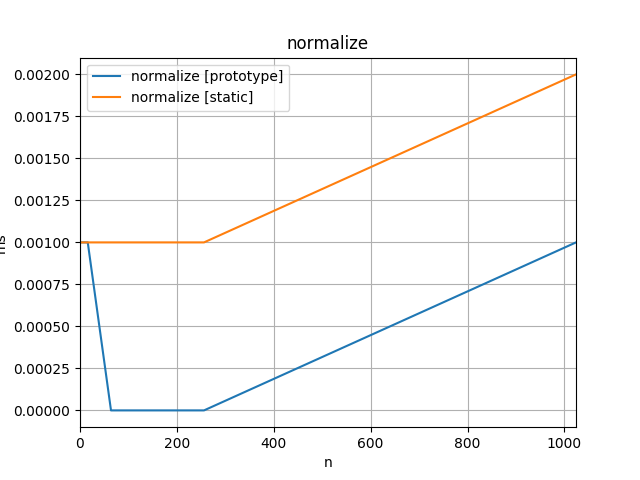 normalize
normalize [prototype]
normalize [static]
0.00200
0.00175
0.00150
0.00125
0.00100
0.00075
0.00050
0.00025
0.00000
ms
0 200 400 600 800 1000
n